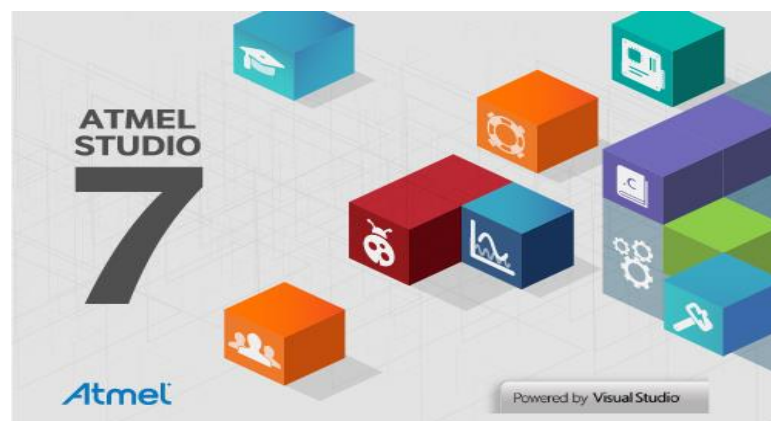 ATMEL
STUDIO
7
.C
Atmel
Powered by Visual Studio